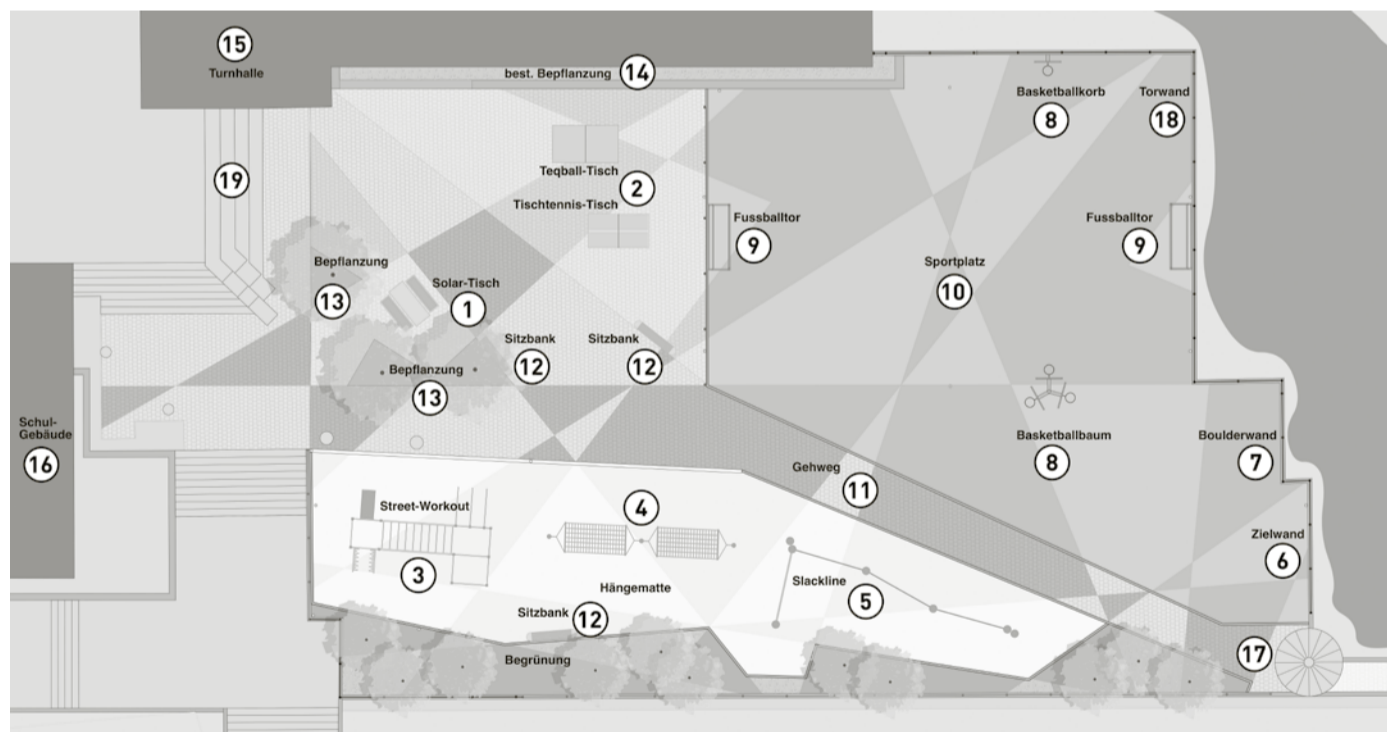 15
Turnhalle
best. Bepflanzung 14
Basketballkorb
8
Torwand
18
19
Teqball-Tisch
2
Tischtennis-Tisch
Fussballtor
9
Fussballtor
9
Bepflanzung
13
Solar-Tisch
1
Sportplatz
10
Sitzbank
12
Sitzbank
12
Bepflanzung
13
Schul-
Gebäude
16
Basketballbaum
8
Boulderwand
7
Gehweg
11
Street-Workout
3
4
Hängematte
Zielwand
6
Slackline
5
Sitzbank 12
Begrünung
17